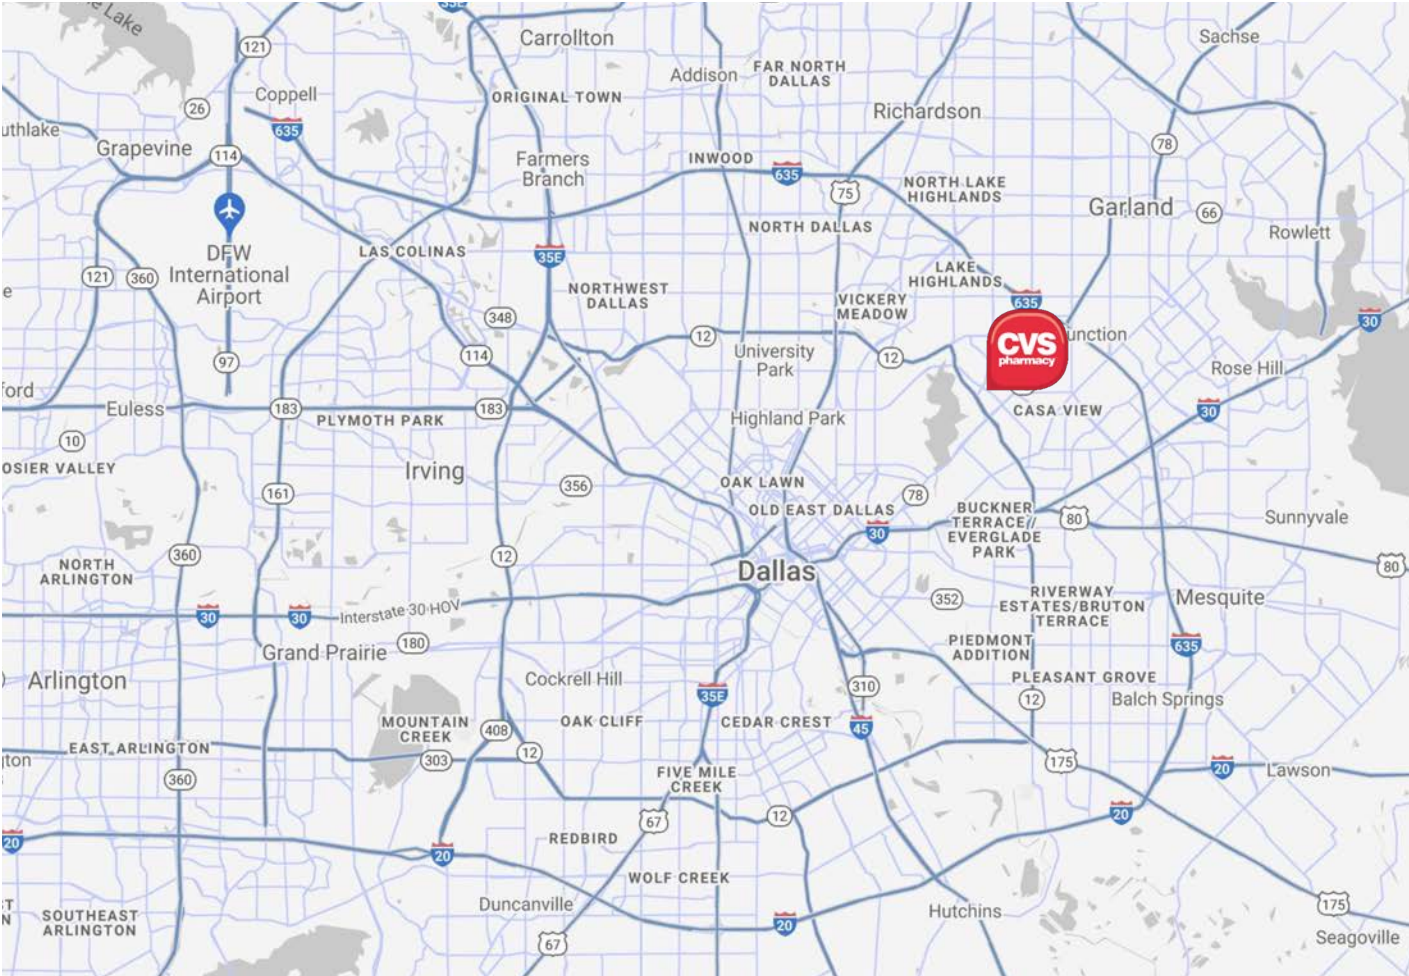 35E
he Lake
Carrollton
Sachse
121
Addison
FAR NORTH
DALLAS
Coppell
ORIGINAL TOWN
26
Richardson
635
uthlake
Grapevine
114
Farmers
Branch
INWOOD
635
78
75
NORTH LAKE
HIGHLANDS
Garland
66
NORTH DALLAS
Rowlett
DFW
International
Airport
LAS COLINAS
35E
121
360
LAKE
HIGHLANDS
NORTHWEST
DALLAS
VICKERY
MEADOW
635
348
30
12
CVS
pharmacy
unction
114
University
Park
12
97
Rose Hill
ford
Euless
183
PLYMOTH PARK
183
Highland Park
CASA VIEW
30
10
OSIER VALLEY
Irving
OAK LAWN
161
356
78
OLD EAST DALLAS
BUCKNER
TERRACE /
EVERGLADE
PARK
80
Sunnyvale
30
360
12
NORTH
ARLINGTON
Dallas
80
352
RIVERWAY
ESTATES/BRUTON
TERRACE
Mesquite
30
30
Interstate 30 HOV
180
Grand Prairie
PIEDMONT
ADDITION
635
Arlington
Cockrell Hill
35E
310
PLEASANT GROVE
12
Balch Springs
MOUNTAIN
CREEK
OAK CLIFF
CEDAR CREST
45
408
EAST ARLINGTON
gton
303
12
175
20
Lawson
360
FIVE MILE
CREEK
67
12
20
20
REDBIRD
20
WOLF CREEK
Duncanville
Hutchins
175
SOUTHEAST
ARLINGTON
20
67
Seagoville